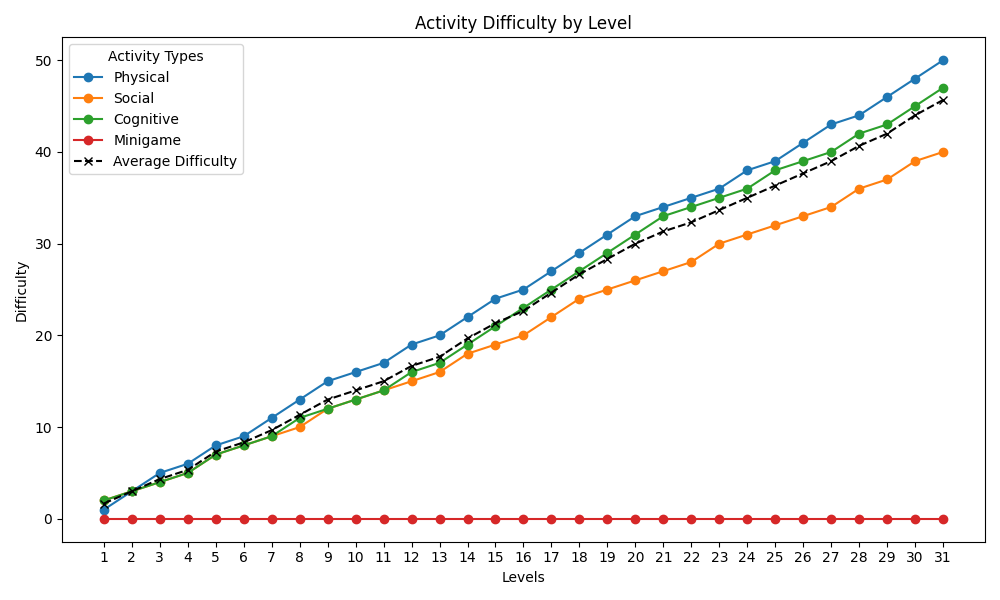 Activity Difficulty by Level
Activity Types
Physical
Social
Cognitive
Minigame
Average Difficulty
Difficulty
50
40
30
20
10
0
1 2 3 4 5 6 7 8 9 10 11 12 13 14 15 16 17 18 19 20 21 22 23 24 25 26 27 28 29 30 31
Levels